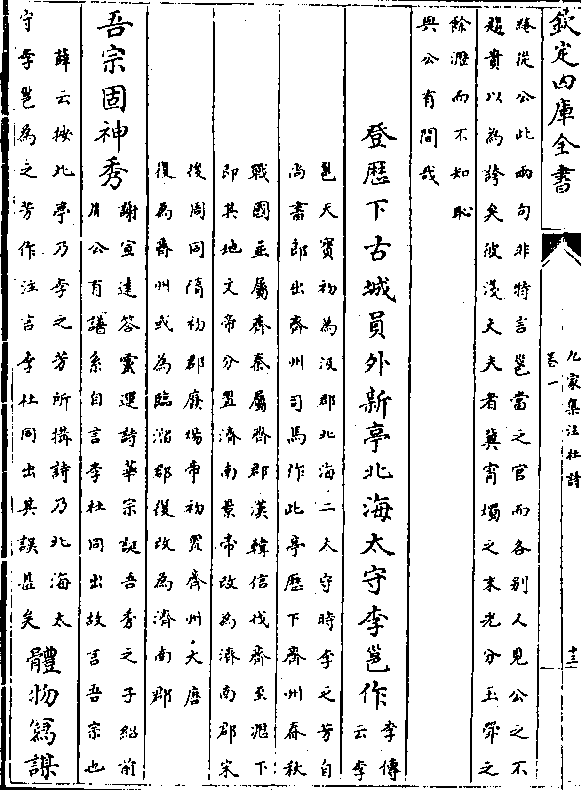 欽定四庫全書
九家集注杜詩
卷一
十三
踡從公此兩句非特言邕當之官而各別人見公之不
趨貴以為誇矣彼淺丈夫者冀宵壖之末光分玉斝之
餘瀝而不知恥
與公有間哉
登歷下古城員外新亭北海太守李邕作
李傳
云李
邕天寶初為汲郡北海二大守時李之芳自
尚書郎出齊州司馬作此亭歷下齊州春秋
戰國並屬齊秦屬齊郡漢韓信伐齊至瀝下
即其地文帝分置濟南景帝改為濟南郡宋
後周同隋初郡廢煬帝初置齊州大唐
復為齊州或為臨淄郡復改為濟南郡
吾宗固神秀
謝宣達答靈運詩華宗誕吾秀之子紹前
肩公有譜系自言李杜同出故言吾宗也
薛云按北亭乃李之芳所搆詩乃北海太
守李邕為之芳作注言李杜同出其誤甚矣
體物寫謀